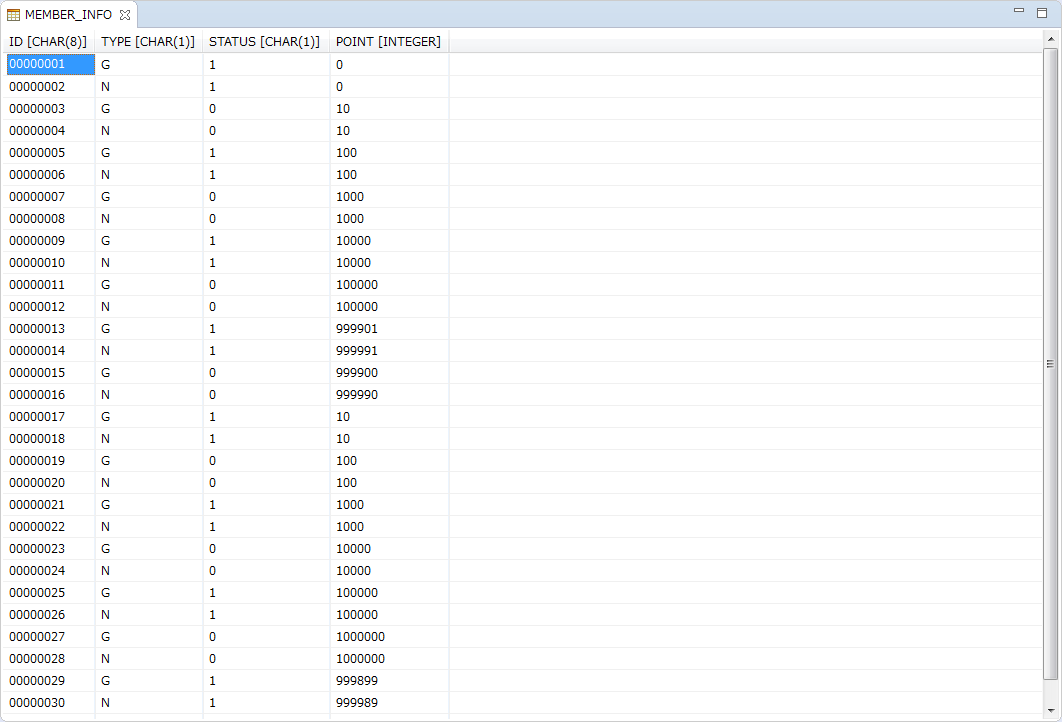 MEMBER_INFO
ID [CHAR(8)] TYPE [CHAR(1)] STATUS [CHAR(1)] POINT [INTEGER]
00000001 G 1 0
00000002 N 1 0
00000003 G 0 10
00000004 N 0 10
00000005 G 1 100
00000006 N 1 100
00000007 G 0 1000
00000008 N 0 1000
00000009 G 1 10000
00000010 N 1 10000
00000011 G 0 100000
00000012 N 0 100000
00000013 G 1 999901
00000014 N 1 999991
00000015 G 0 999900
00000016 N 0 999990
00000017 G 1 10
00000018 N 1 10
00000019 G 0 100
00000020 N 0 100
00000021 G 1 1000
00000022 N 1 1000
00000023 G 0 10000
00000024 N 0 10000
00000025 G 1 100000
00000026 N 1 100000
00000027 G 0 1000000
00000028 N 0 1000000
00000029 G 1 999899
00000030 N 1 999989